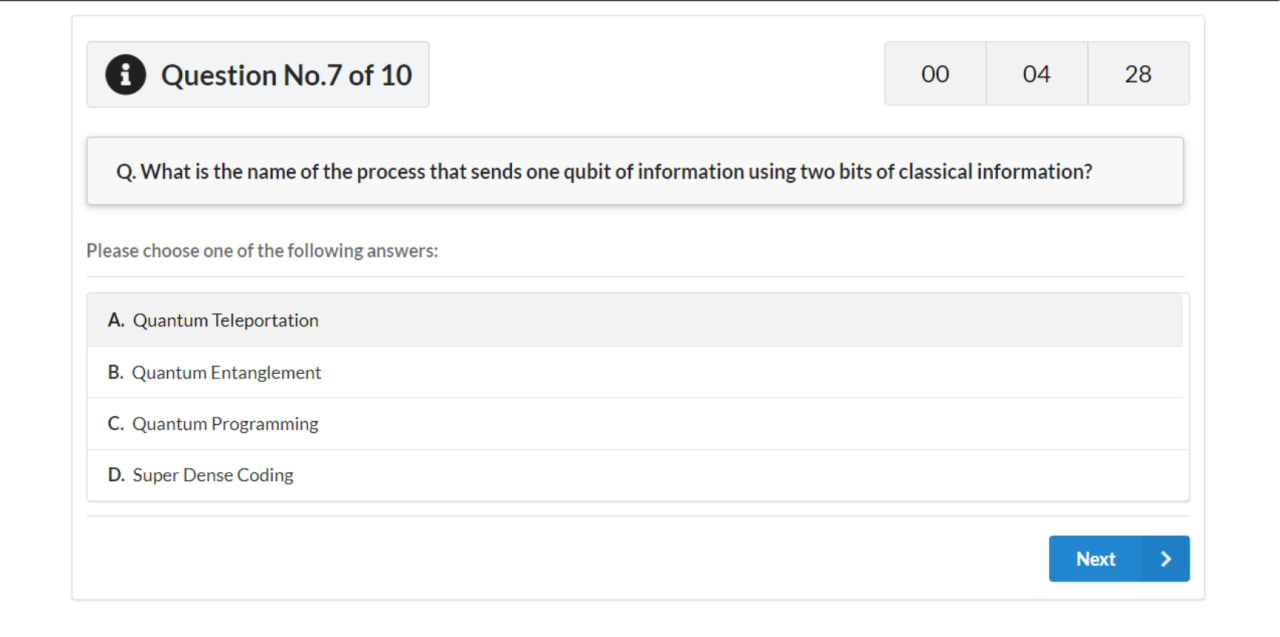 Question No.7 of 10
00 04 28
Q. What is the name of the process that sends one qubit of information using two bits of classical information?
Please choose one of the following answers:
A. Quantum Teleportation
B. Quantum Entanglement
C. Quantum Programming
D. Super Dense Coding
Next